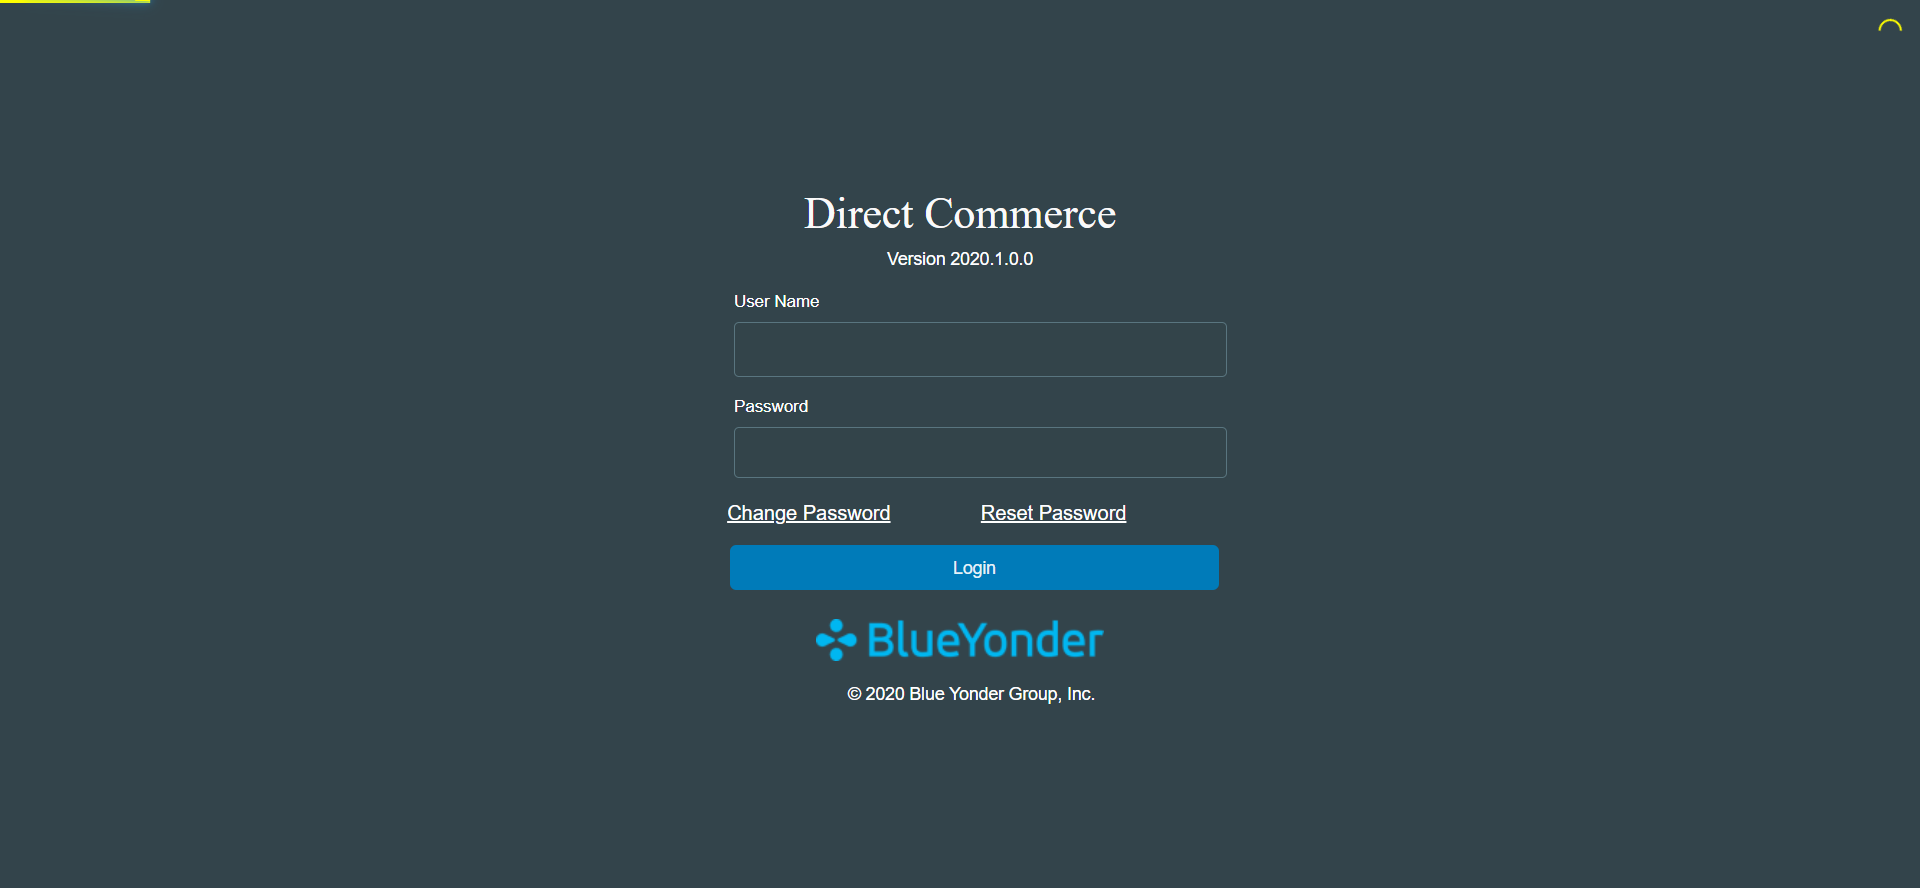 Direct Commerce
Version 2020.1.0.0
User Name
Password
Change Password Reset Password
Login
BlueYonder
© 2020 Blue Yonder Group, Inc.